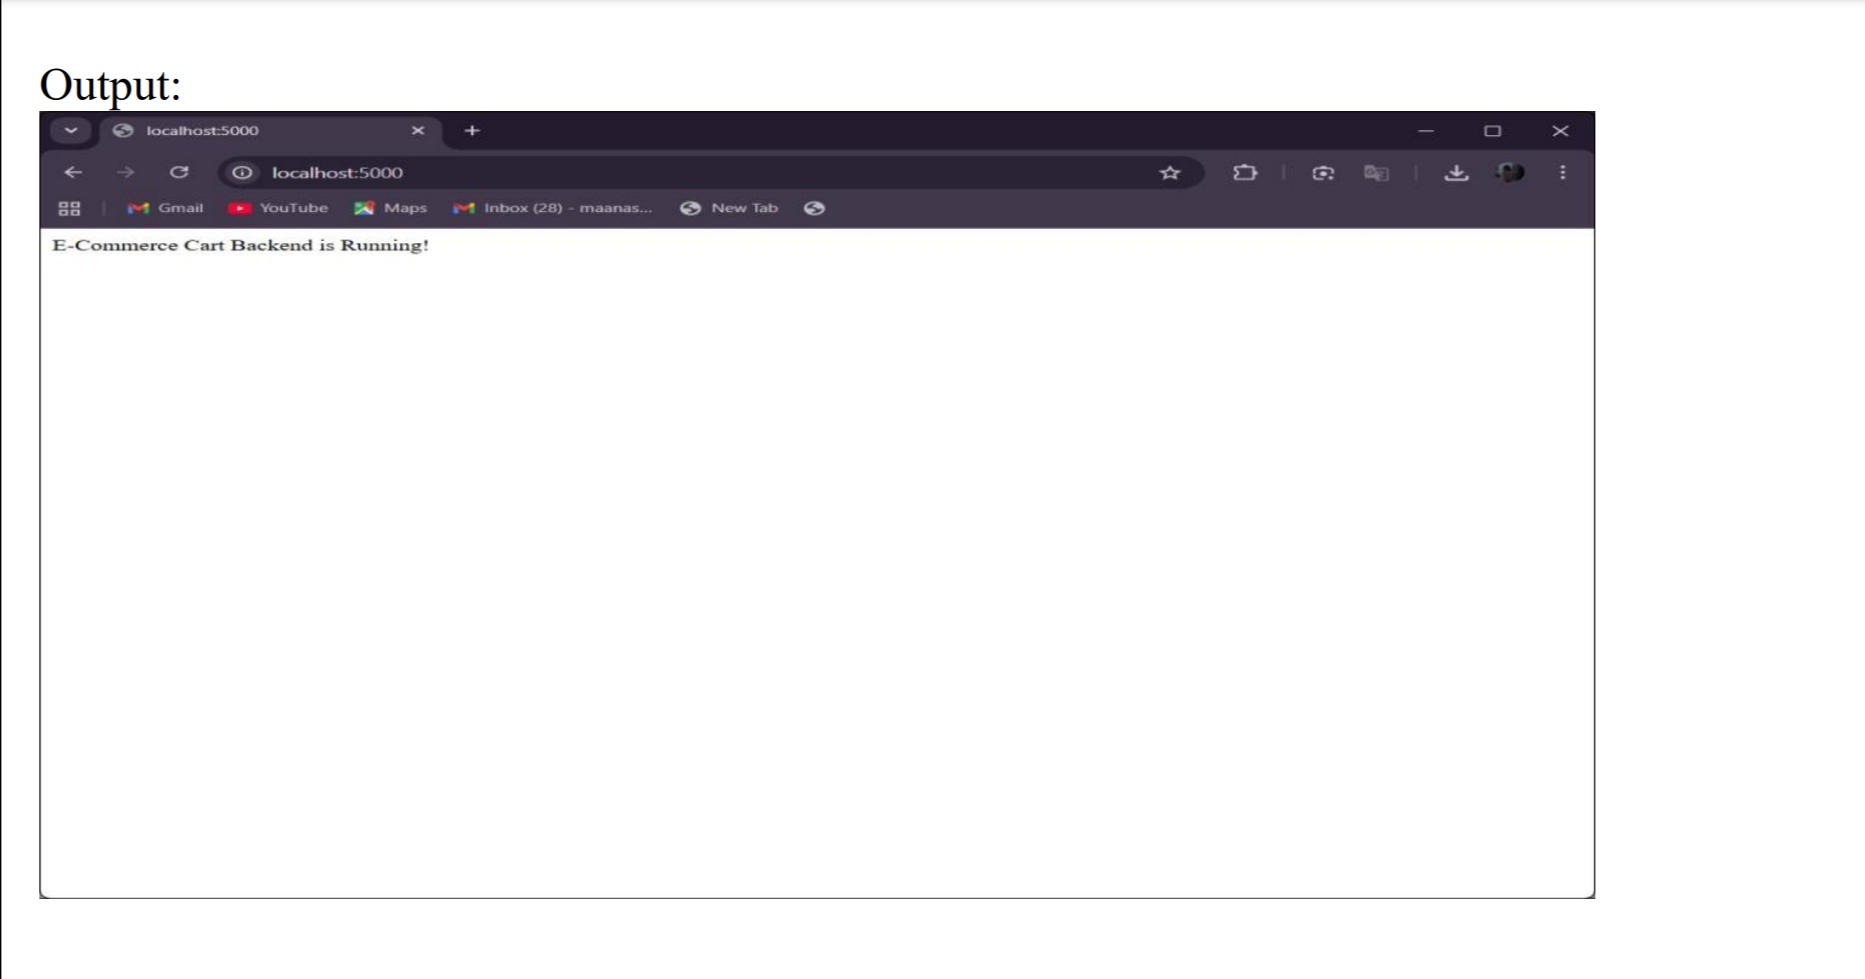 Output:
localhost:5000
localhost:5000
Gmail YouTube Maps Inbox (28) - maanas... New Tab
E-Commerce Cart Backend is Running!